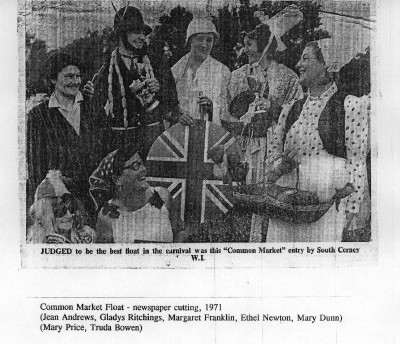 JUDGED to be the best float in the carnival was this "Common Market" entry by South Cerney
W.I.
Common Market Float - newspaper cutting, 1971
(Jean Andrews, Gladys Ritchings, Margaret Franklin, Ethel Newton, Mary Dunn)
(Mary Price, Truda Bowen)